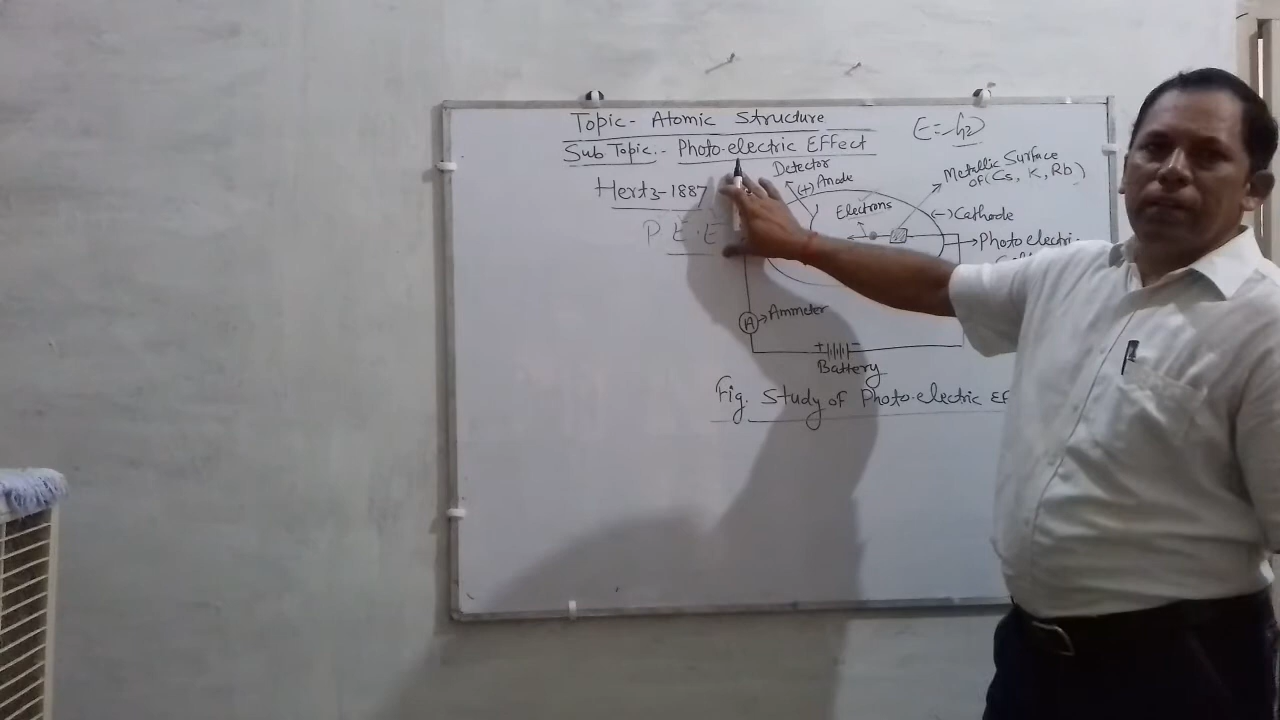 Topic- Atomic Structure
Sub Topic:- Photo-electric Effect
E=hν
Hertz-1887
P.E.E
Detector
(+) Anode
Electrons
Metallic Surface
of (Cs, K, Rb)
(-) Cathode
Photo electric
A
Ammeter
+ -
Battery
Fig. Study of Photo-electric Ef